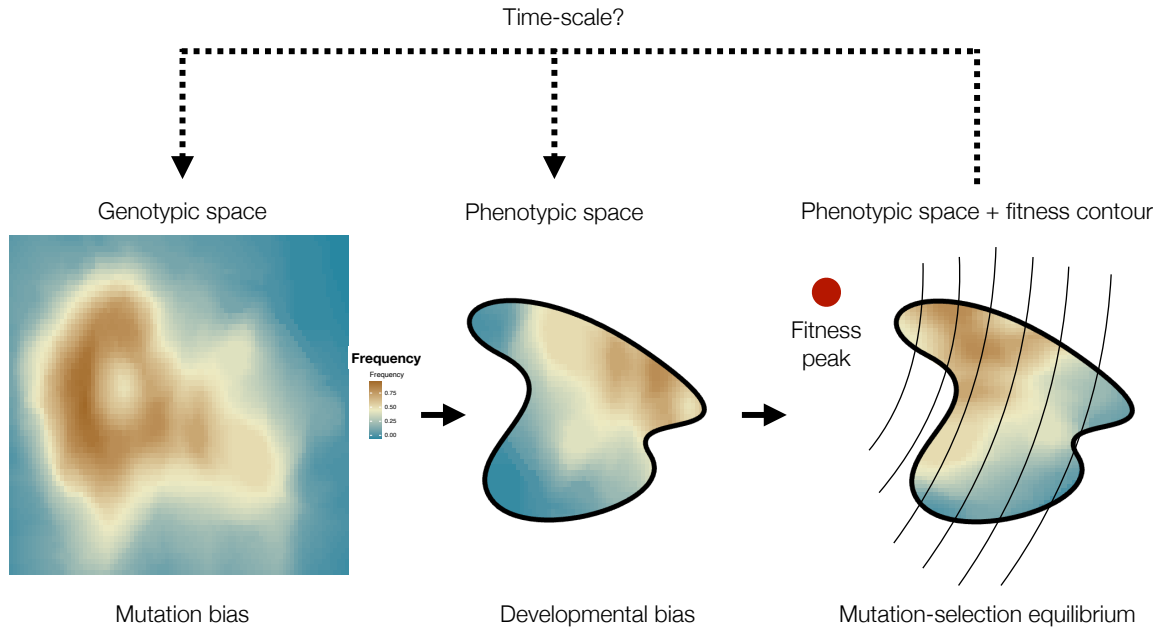 Time-scale?
Genotypic space
Phenotypic space
Phenotypic space + fitness contour
Fitness
peak
Frequency
Frequency
0.75
0.50
0.25
0.00
Mutation bias
Developmental bias
Mutation-selection equilibrium